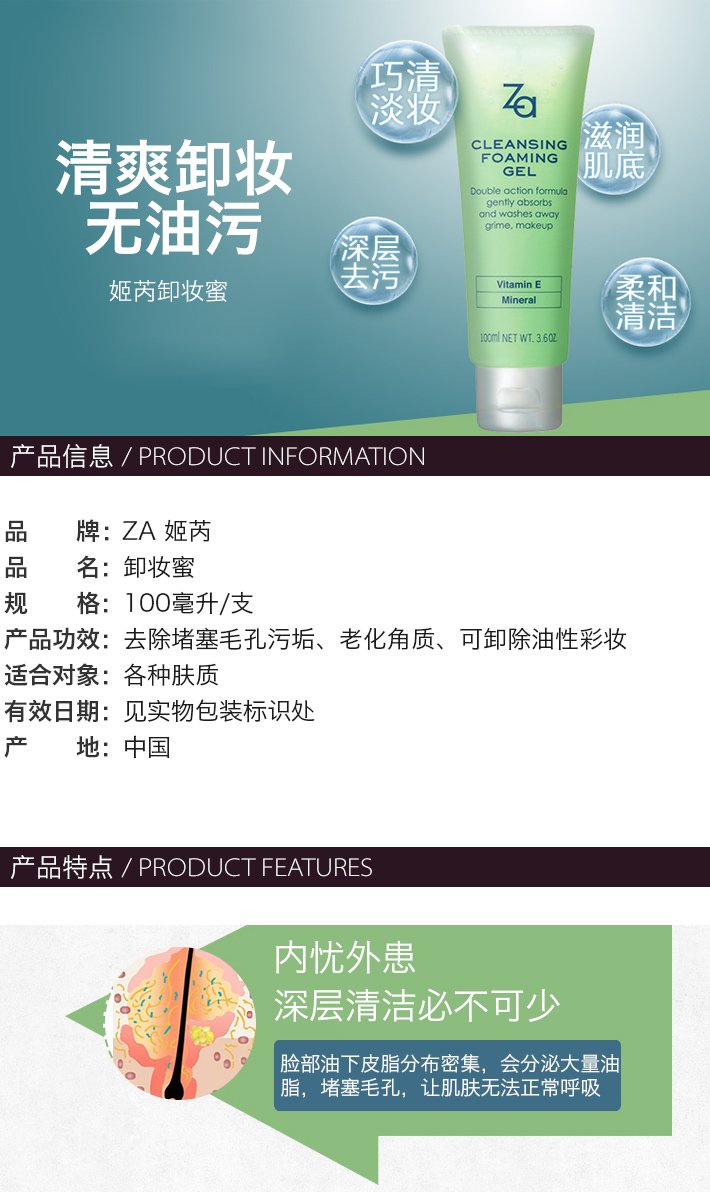 巧清
淡妆
Za
CLEANSING
FOAMING
GEL
Double action formula
gently absorbs
and washes away
grime, makeup
Vitamin E
Mineral
100ml NET WT. 3.6OZ.
滋润
肌底
清爽卸妆
无油污
姬芮卸妆蜜
深层
去污
柔和
清洁
产品信息 / PRODUCT INFORMATION
品 牌：ZA 姬芮
品 名：卸妆蜜
规 格：100毫升/支
产品功效：去除堵塞毛孔污垢、老化角质、可卸除油性彩妆
适合对象：各种肤质
有效日期：见实物包装标识处
产 地：中国
产品特点 / PRODUCT FEATURES
内忧外患
深层清洁必不可少
脸部油下皮脂分布密集，会分泌大量油
脂，堵塞毛孔，让肌肤无法正常呼吸